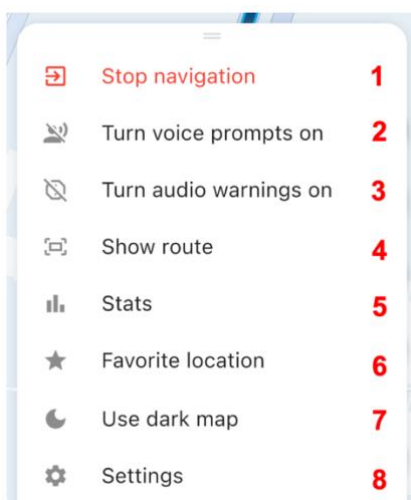 Stop navigation 1
Turn voice prompts on 2
Turn audio warnings on 3
Show route 4
Stats 5
Favorite location 6
Use dark map 7
Settings 8